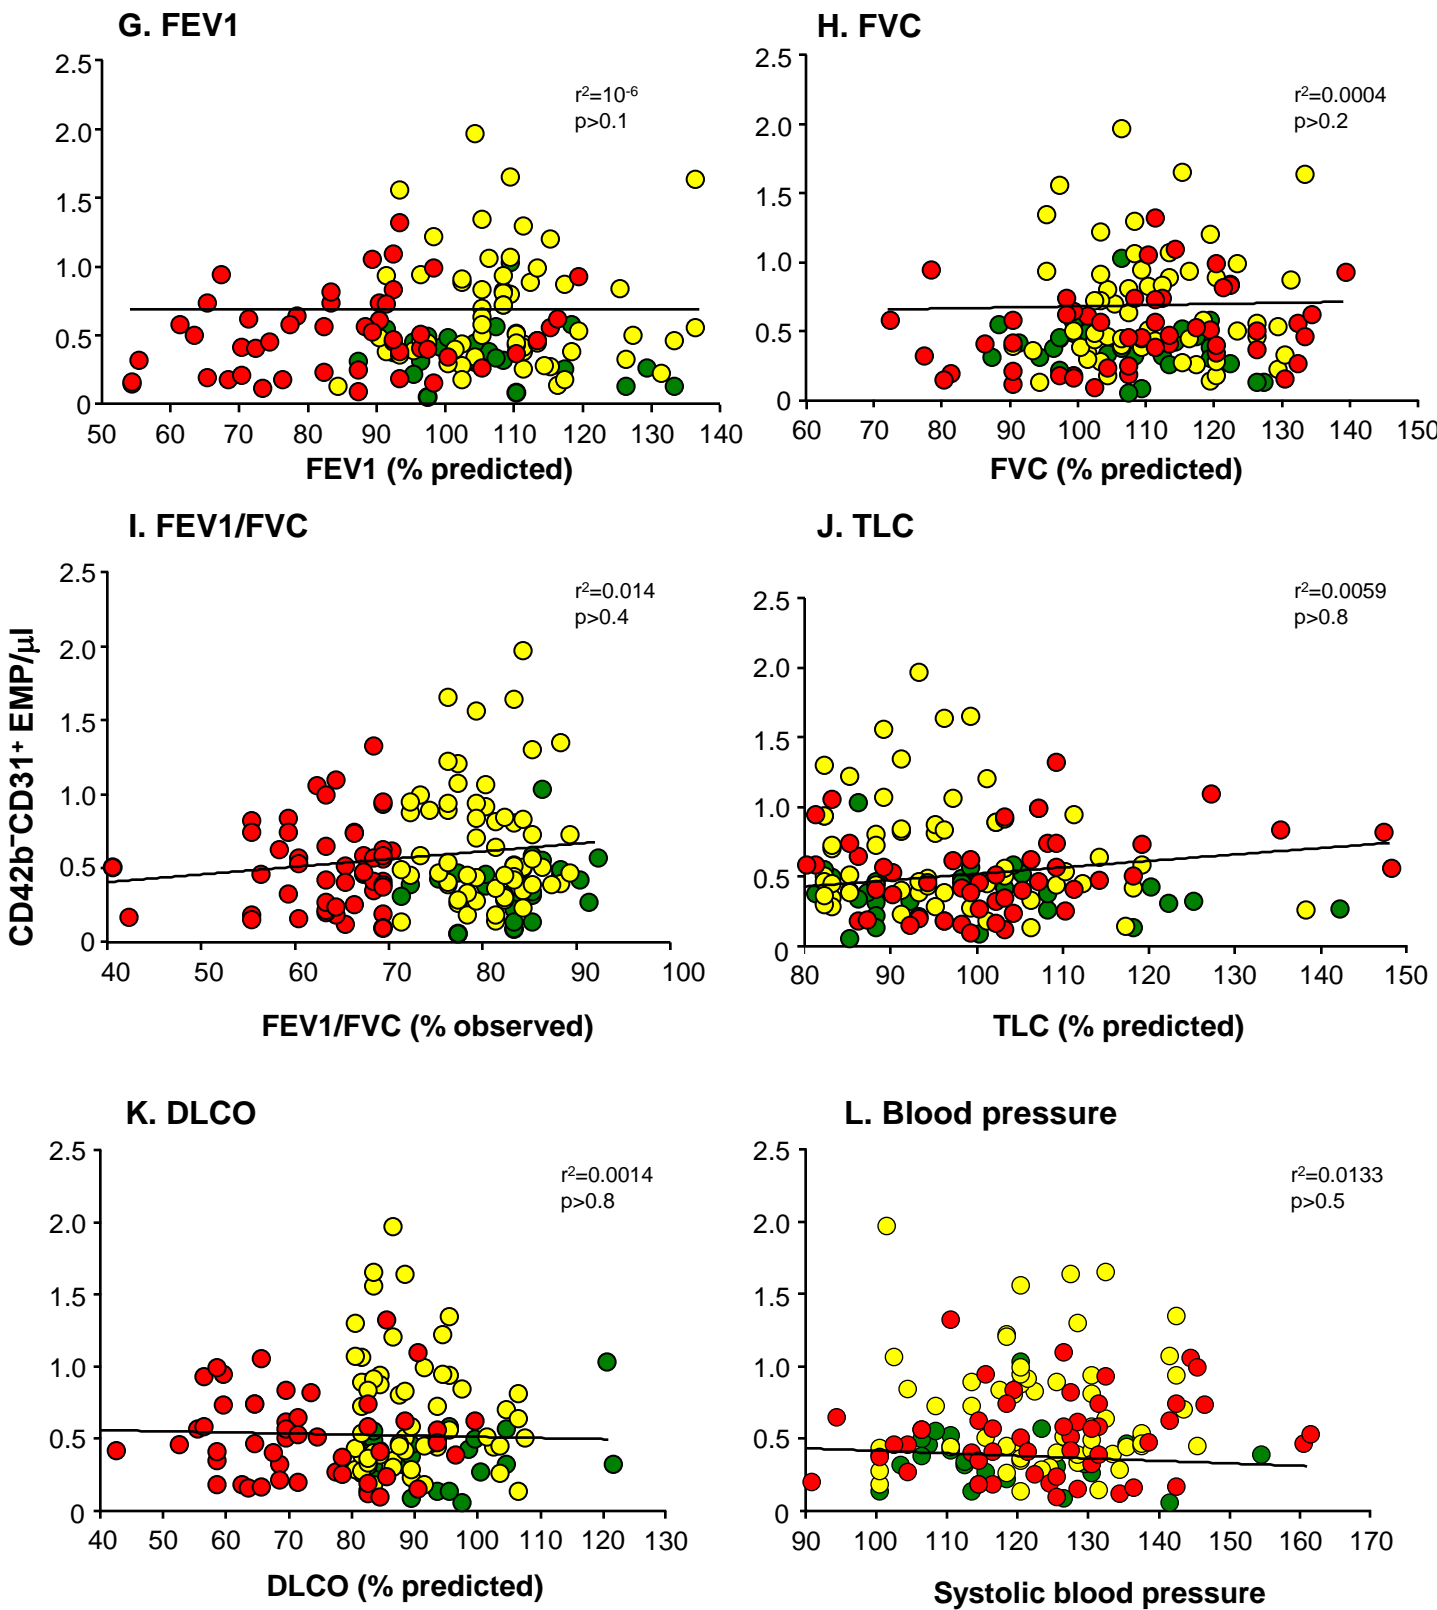 G. FEV1
2.5
2.0
1.5
1.0
0.5
0
r²=10⁻⁶
p>0.1
50 60 70 80 90 100 110 120 130 140
FEV1 (% predicted)
H. FVC
2.5
2.0
1.5
1.0
0.5
0
r²=0.0004
p>0.2
60 70 80 90 100 110 120 130 140 150
FVC (% predicted)
CD42b⁻CD31⁺ EMP/μl
I. FEV1/FVC
2.5
2.0
1.5
1.0
0.5
0
r²=0.014
p>0.4
40 50 60 70 80 90 100
FEV1/FVC (% observed)
J. TLC
2.5
2.0
1.5
1.0
0.5
0
r²=0.0059
p>0.8
80 90 100 110 120 130 140 150
TLC (% predicted)
K. DLCO
2.5
2.0
1.5
1.0
0.5
0
r²=0.0014
p>0.8
40 50 60 70 80 90 100 110 120 130
DLCO (% predicted)
L. Blood pressure
2.5
2.0
1.5
1.0
0.5
0
r²=0.0133
p>0.5
90 100 110 120 130 140 150 160 170
Systolic blood pressure